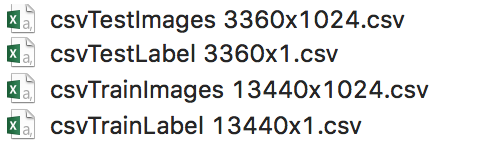 csvTestImages 3360x1024.csv
csvTestLabel 3360x1.csv
csvTrainImages 13440x1024.csv
csvTrainLabel 13440x1.csv